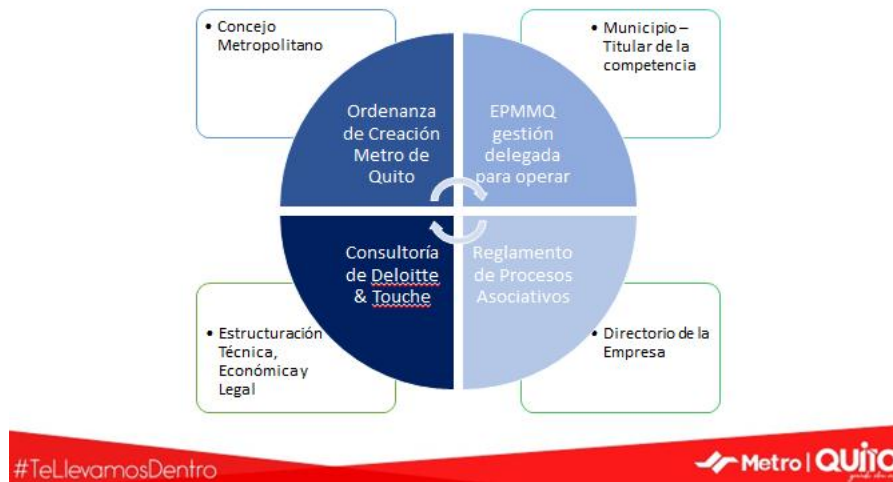 • Concejo
Metropolitano
• Municipio –
Titular de la
competencia
Ordenanza
de Creación
Metro de
Quito
EPMMQ
gestión
delegada
para operar
Consultoría
de Deloitte
& Touche
Reglamento
de Procesos
Asociativos
• Estructuración
Técnica,
Económica y
Legal
• Directorio de la
Empresa
#TeLlevamosDentro
Metro | QUITO